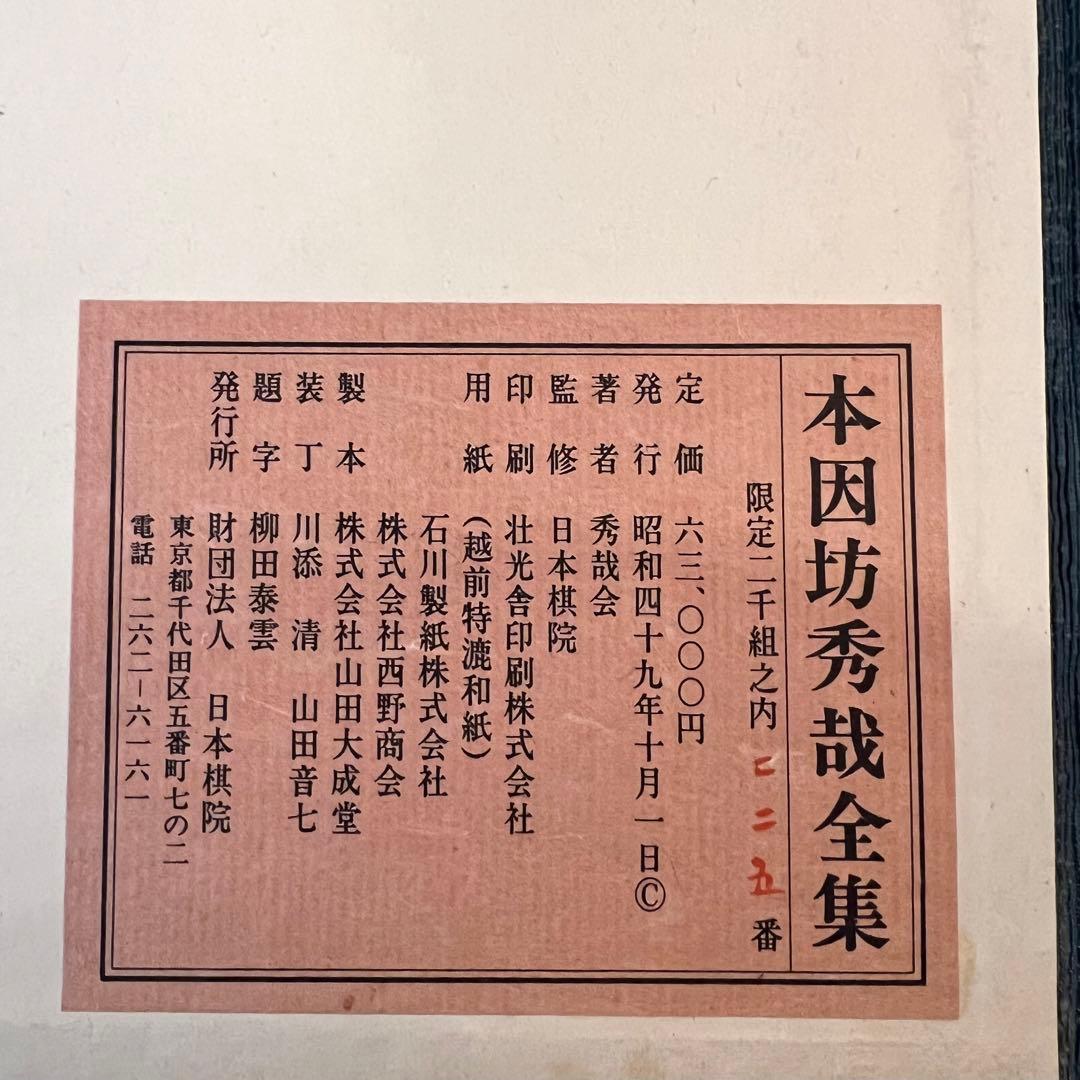 本因坊秀哉全集
限定二千組之内 二二五 番
定価 六三、〇〇〇円
発行 昭和四十九年十月一日©
著者 秀哉会
監修 日本棋院
印刷 壮光舎印刷株式会社
用紙 (越前特漉和紙)
石川製紙株式会社
株式会社西野商会
製本 株式会社山田大成堂
装丁 川添 清 山田音七
題字 柳田泰雲
発行所 財団法人 日本棋院
東京都千代田区五番町七の二
電話 二六二-六一六一